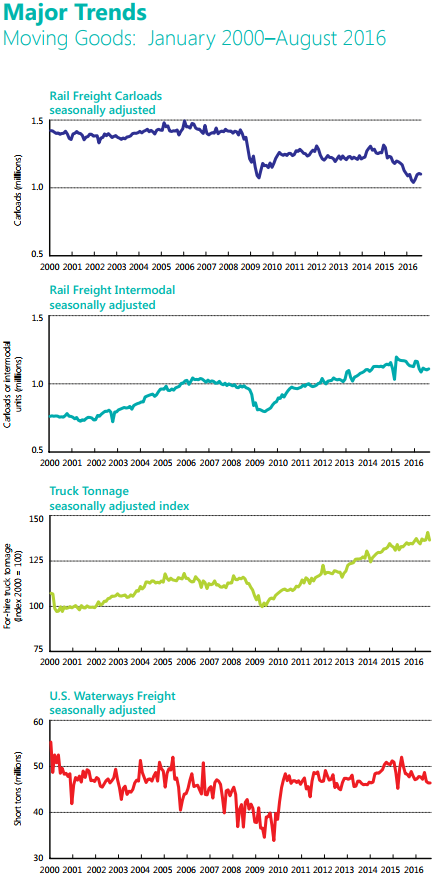 Major Trends
Moving Goods: January 2000–August 2016
Rail Freight Carloads
seasonally adjusted
Carloads (millions)
1.5
1.0
0.5
2000 2001 2002 2003 2004 2005 2006 2007 2008 2009 2010 2011 2012 2013 2014 2015 2016
Rail Freight Intermodal
seasonally adjusted
Carloads or intermodal
units (millions)
1.5
1.0
0.5
2000 2001 2002 2003 2004 2005 2006 2007 2008 2009 2010 2011 2012 2013 2014 2015 2016
Truck Tonnage
seasonally adjusted index
For-hire truck tonnage
(Index 2000 = 100)
150
125
100
75
2000 2001 2002 2003 2004 2005 2006 2007 2008 2009 2010 2011 2012 2013 2014 2015 2016
U.S. Waterways Freight
seasonally adjusted
Short tons (millions)
60
50
40
30
2000 2001 2002 2003 2004 2005 2006 2007 2008 2009 2010 2011 2012 2013 2014 2015 2016